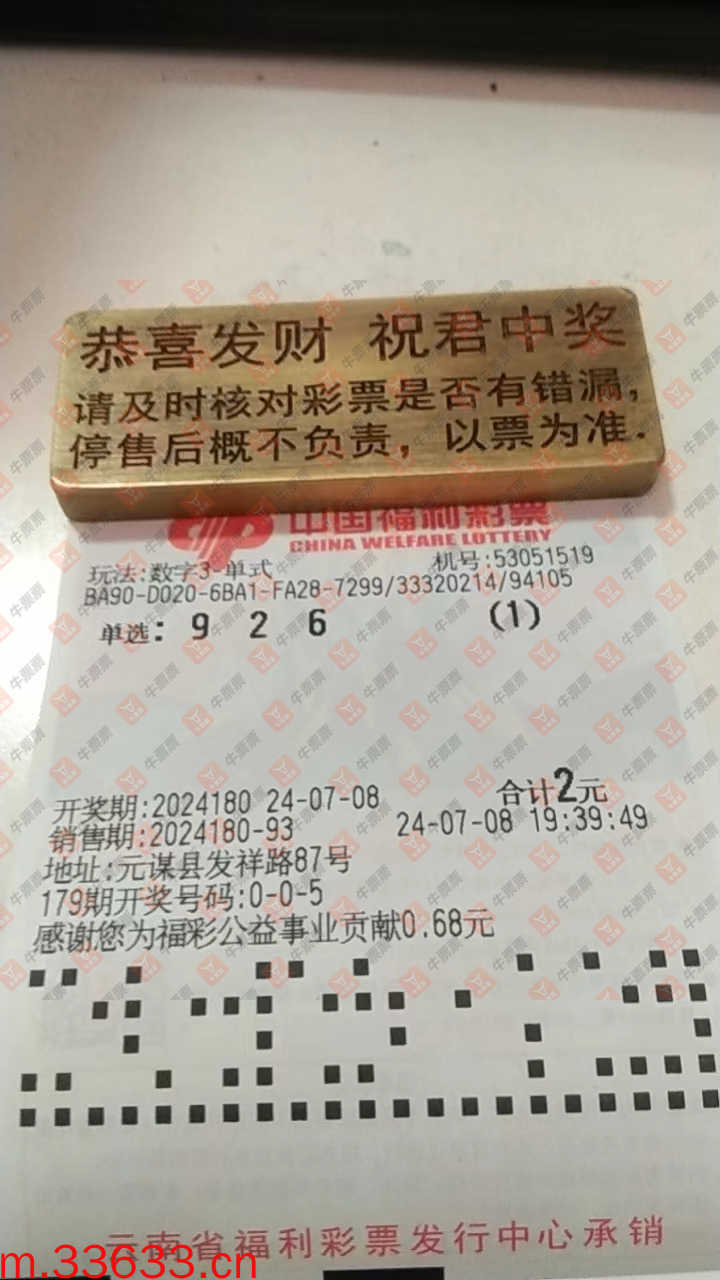 恭喜发财 祝君中奖
请及时核对彩票是否有错漏,
停售后概不负责, 以票为准.
中国福利彩票
CHINA WELFARE LOTTERY
玩法:数字3-单式 机号:53051519
BA90-D020-6BA1-FA28-7299/33320214/94105
单选: 9 2 6 (1)
开奖期:2024180 24-07-08 合计2元
销售期:2024180-93 24-07-08 19:39:49
地址:元谋县发祥路87号
179期开奖号码:0-0-5
感谢您为福彩公益事业贡献0.68元
云南省福利彩票发行中心承销
m.33633.cn
牛票票